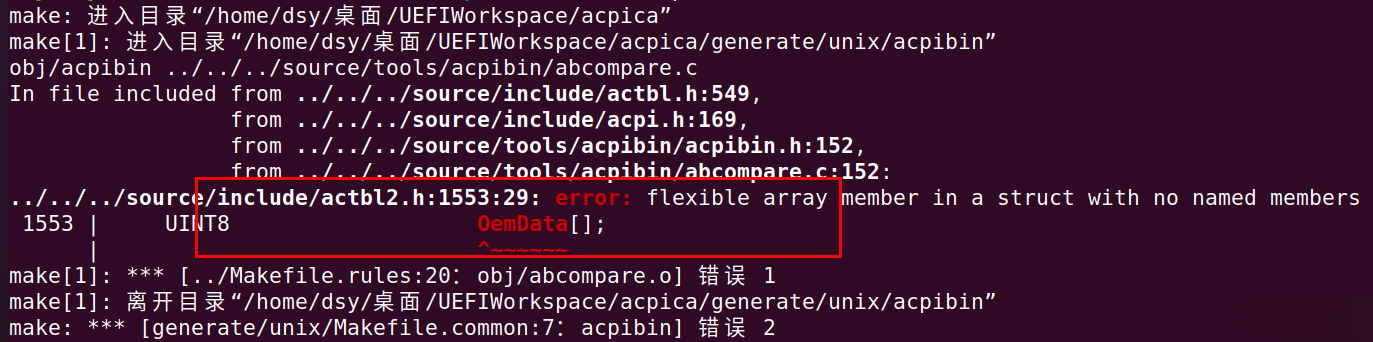 make: 进入目录“/home/dsy/桌面/UEFIWorkspace/acpica”
make[1]: 进入目录“/home/dsy/桌面/UEFIWorkspace/acpica/generate/unix/acpibin”
obj/acpibin ../../../source/tools/acpibin/abcompare.c
In file included from ../../../source/include/actbl.h:549,
                 from ../../../source/include/acpi.h:169,
                 from ../../../source/tools/acpibin/acpibin.h:152,
                 from ../../../source/tools/acpibin/abcompare.c:152:
../../../source/include/actbl2.h:1553:29: error: flexible array member in a struct with no named members
 1553 |     UINT8                   OemData[];
      |                             ^~~~~~~
make[1]: *** [../Makefile.rules:20：obj/abcompare.o] 错误 1
make[1]: 离开目录“/home/dsy/桌面/UEFIWorkspace/acpica/generate/unix/acpibin”
make: *** [generate/unix/Makefile.common:7：acpibin] 错误 2